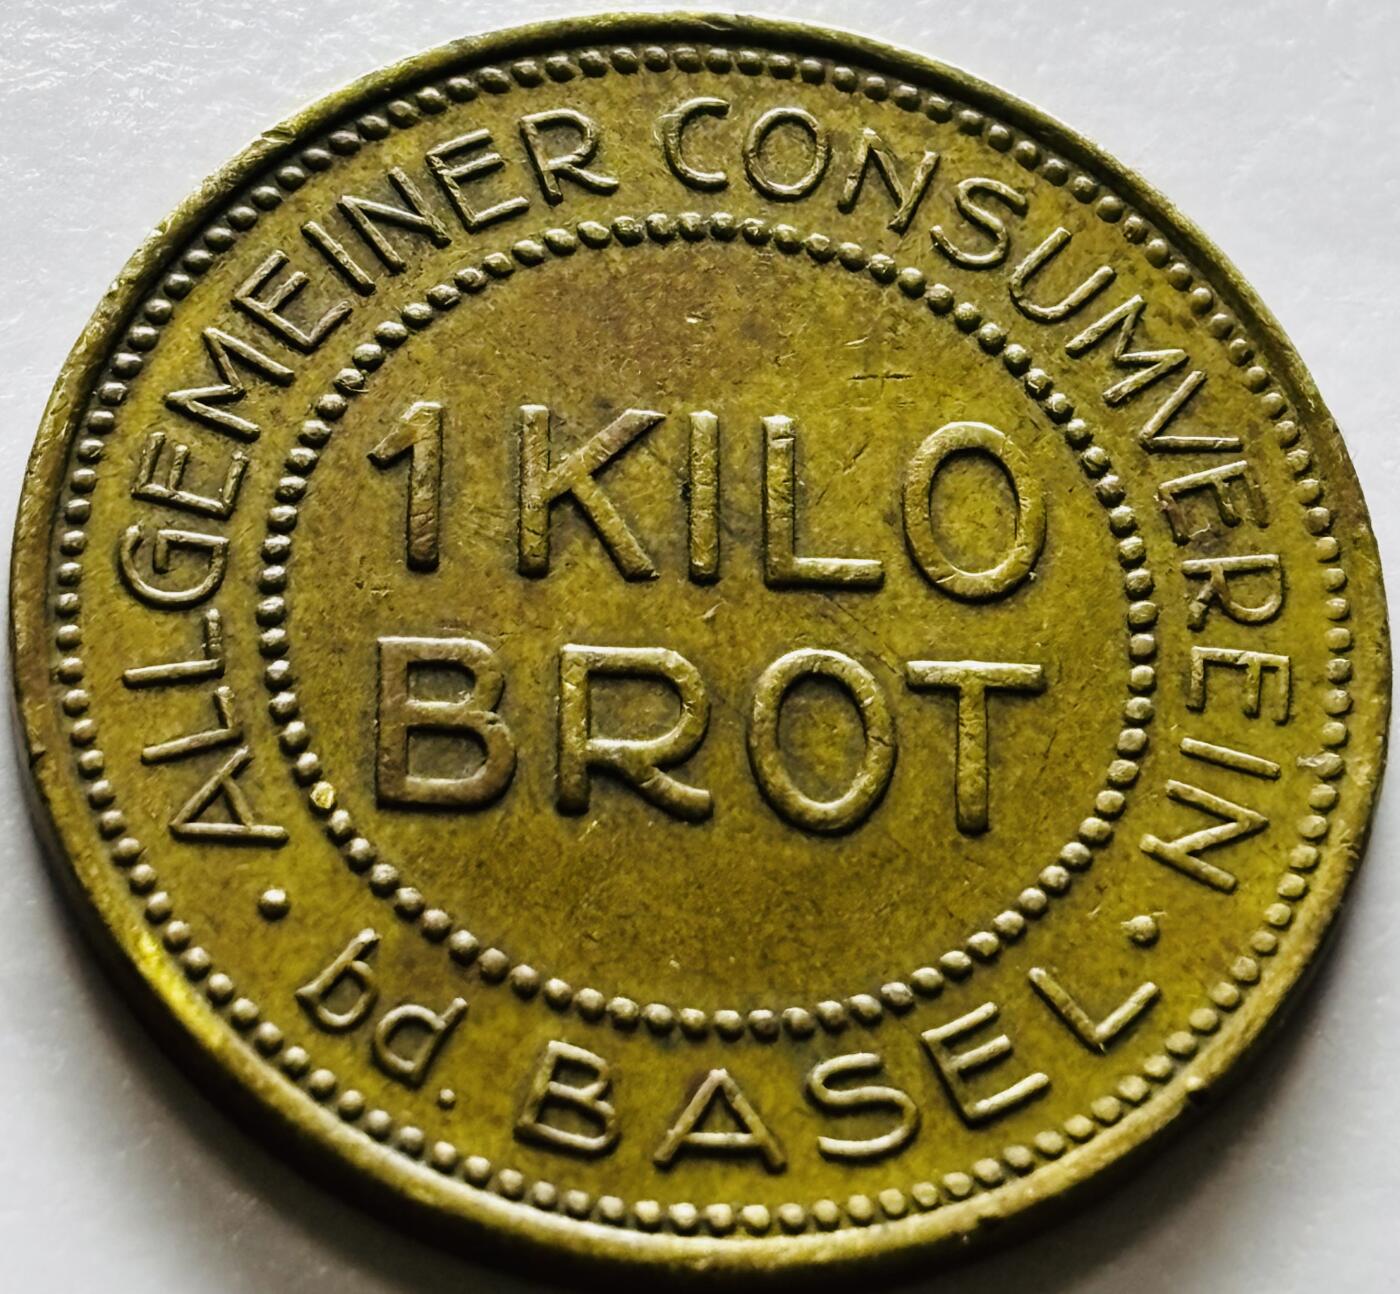 ALLGEMEINER CONSUMVEREIN
1 KILO
BROT
· bd. BASEL ·